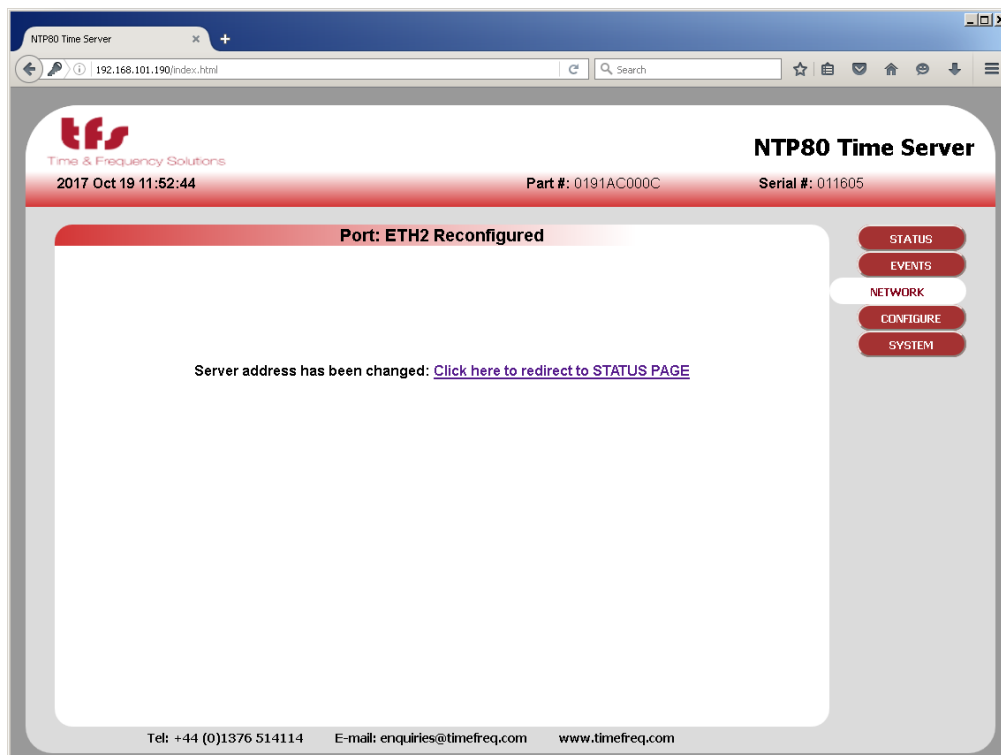 NTP80 Time Server
192.168.101.190/index.html
Search
tfs
Time & Frequency Solutions
NTP80 Time Server
2017 Oct 19 11:52:44 Part #: 0191AC000C Serial #: 011605
Port: ETH2 Reconfigured
STATUS
EVENTS
NETWORK
CONFIGURE
SYSTEM
Server address has been changed: Click here to redirect to STATUS PAGE
Tel: +44 (0)1376 514114 E-mail: enquiries@timefreq.com www.timefreq.com